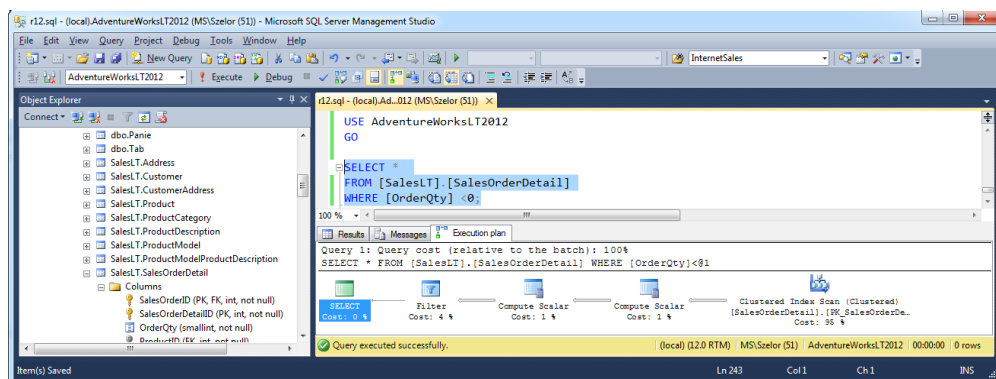 r12.sql - (local).AdventureWorksLT2012 (MS\Szelor (51)) - Microsoft SQL Server Management Studio
File Edit View Query Project Debug Tools Window Help
New Query InternetSales
AdventureWorksLT2012 Execute Debug
Object Explorer
Connect
dbo.Panie
dbo.Tab
SalesLT.Address
SalesLT.Customer
SalesLT.CustomerAddress
SalesLT.Product
SalesLT.ProductCategory
SalesLT.ProductDescription
SalesLT.ProductModel
SalesLT.ProductModelProductDescription
SalesLT.SalesOrderDetail
Columns
SalesOrderID (PK, FK, int, not null)
SalesOrderDetailID (PK, int, not null)
OrderQty (smallint, not null)
ProductID (FK, int, not null)
r12.sql - (local).Ad...012 (MS\Szelor (51))
USE AdventureWorksLT2012
GO
SELECT *
FROM [SalesLT].[SalesOrderDetail]
WHERE [OrderQty] <0;
100 %
Results Messages Execution plan
Query 1: Query cost (relative to the batch): 100%
SELECT * FROM [SalesLT].[SalesOrderDetail] WHERE [OrderQty]<@1
SELECT
Cost: 0 %
Filter
Cost: 4 %
Compute Scalar
Cost: 1 %
Compute Scalar
Cost: 1 %
Clustered Index Scan (Clustered)
[SalesOrderDetail].[PK_SalesOrderDe…
Cost: 95 %
Query executed successfully. (local) (12.0 RTM) MS\Szelor (51) AdventureWorksLT2012 00:00:00 0 rows
Item(s) Saved Ln 243 Col 1 Ch 1 INS